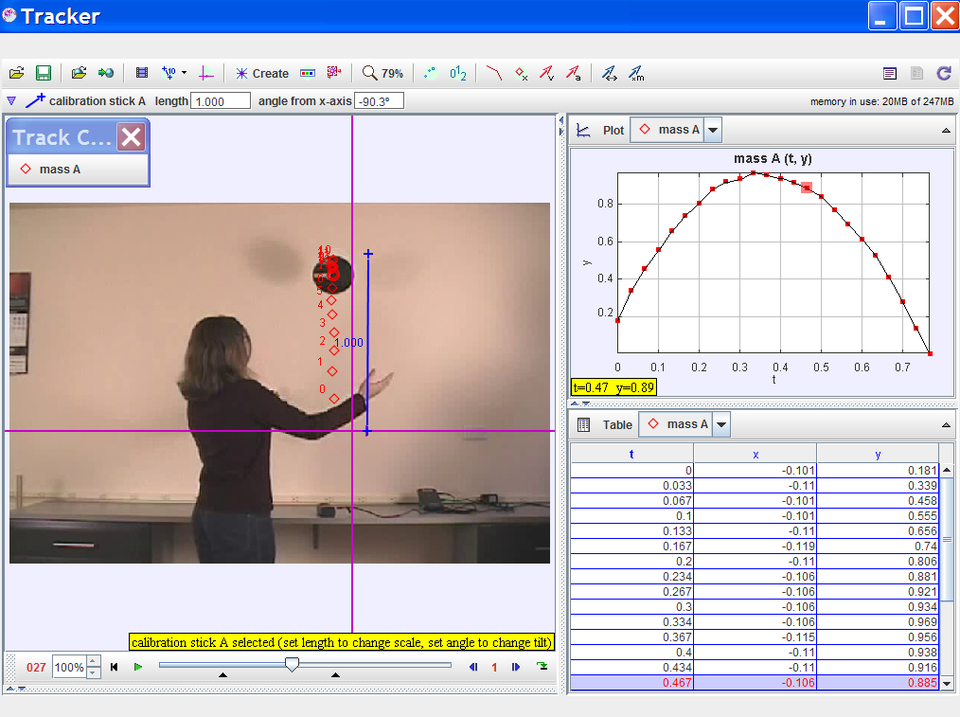 Tracker
Create 79%
calibration stick A length 1.000 angle from x-axis -90.3° memory in use: 20MB of 247MB
Track C...
mass A
Plot mass A
mass A (t, y)
0.8
0.6
0.4
0.2
y
0 0.1 0.2 0.3 0.4 0.5 0.6 0.7
t
t=0.47 y=0.89
10
5
4
3
2
1.000
1
0
Table mass A
t x y
0 -0.101 0.181
0.033 -0.11 0.339
0.067 -0.101 0.458
0.1 -0.101 0.555
0.133 -0.11 0.656
0.167 -0.119 0.74
0.2 -0.11 0.806
0.234 -0.106 0.881
0.267 -0.106 0.921
0.3 -0.106 0.934
0.334 -0.106 0.969
0.367 -0.115 0.956
0.4 -0.11 0.938
0.434 -0.11 0.916
0.467 -0.106 0.885
calibration stick A selected (set length to change scale, set angle to change tilt)
027 100% 1